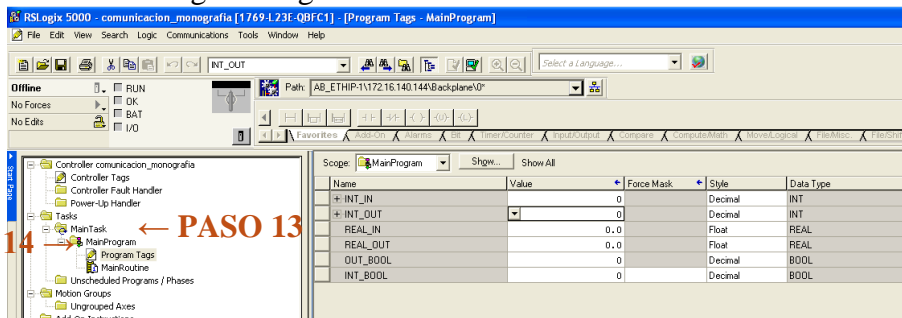 RSLogix 5000 - comunicacion_monografia [1769-L23E-QBFC1] - [Program Tags - MainProgram]
File Edit View Search Logic Communications Tools Window Help
INT_OUT
Select a Language...
Offline
RUN
No Forces
OK
No Edits
BAT
I/O
Path: AB_ETHIP-1\172.16.140.144\Backplane\0*
Favorites Add-On Alarms Bit Timer/Counter Input/Output Compare Compute/Math Move/Logical File/Misc. File/Shif
Start Page
Controller comunicacion_monografia
Controller Tags
Controller Fault Handler
Power-Up Handler
Tasks
MainTask ← PASO 13
14 → MainProgram
Program Tags
MainRoutine
Unscheduled Programs / Phases
Motion Groups
Ungrouped Axes
Scope: MainProgram Show... Show All
Name Value Force Mask Style Data Type
+ INT_IN 0 Decimal INT
+ INT_OUT 0 Decimal INT
REAL_IN 0.0 Float REAL
REAL_OUT 0.0 Float REAL
OUT_BOOL 0 Decimal BOOL
INT_BOOL 0 Decimal BOOL